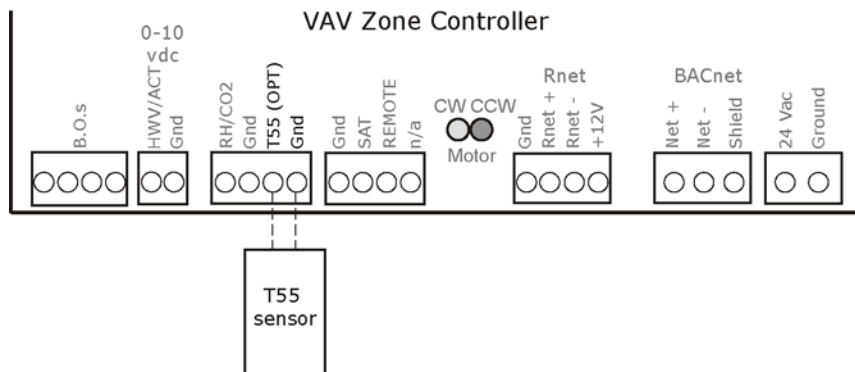 VAV Zone Controller
0-10
vdc
Rnet
BACnet
B.O.s
HWV/ACT
Gnd
RH/CO2
Gnd
T55 (OPT)
Gnd
Gnd
SAT
REMOTE
n/a
CW CCW
Motor
Gnd
Rnet +
Rnet -
+12V
Net +
Net -
Shield
24 Vac
Ground
T55
sensor